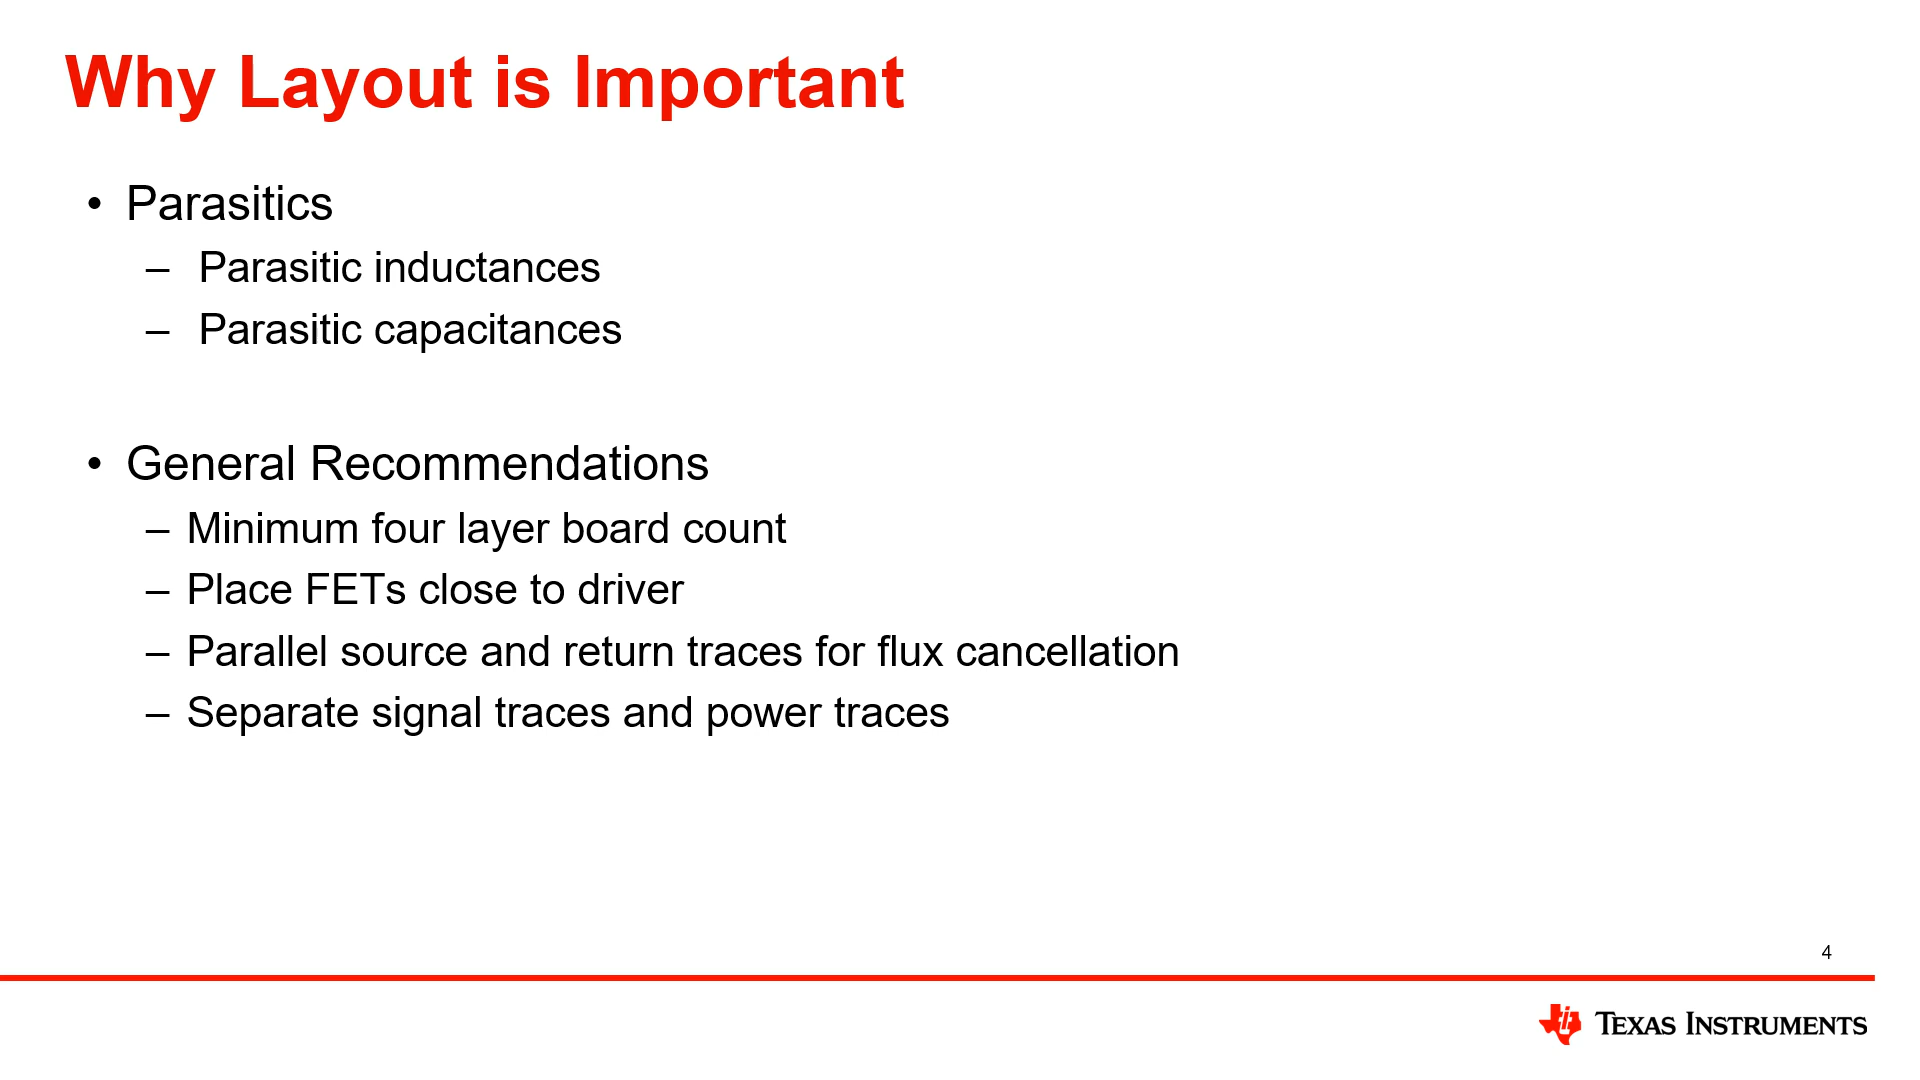 Why Layout is Important
• Parasitics
– Parasitic inductances
– Parasitic capacitances
• General Recommendations
– Minimum four layer board count
– Place FETs close to driver
– Parallel source and return traces for flux cancellation
– Separate signal traces and power traces
4
TEXAS INSTRUMENTS